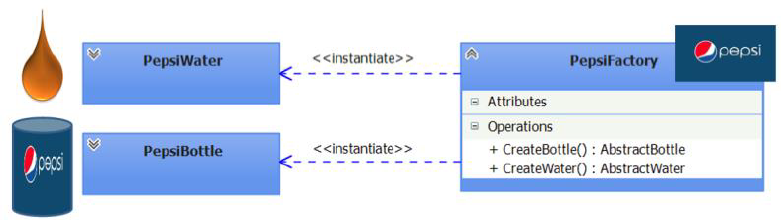 PepsiWater
<<instantiate>>
PepsiFactory
pepsi
Attributes
Operations
+ CreateBottle() : AbstractBottle
+ CreateWater() : AbstractWater
pepsi
PepsiBottle
<<instantiate>>